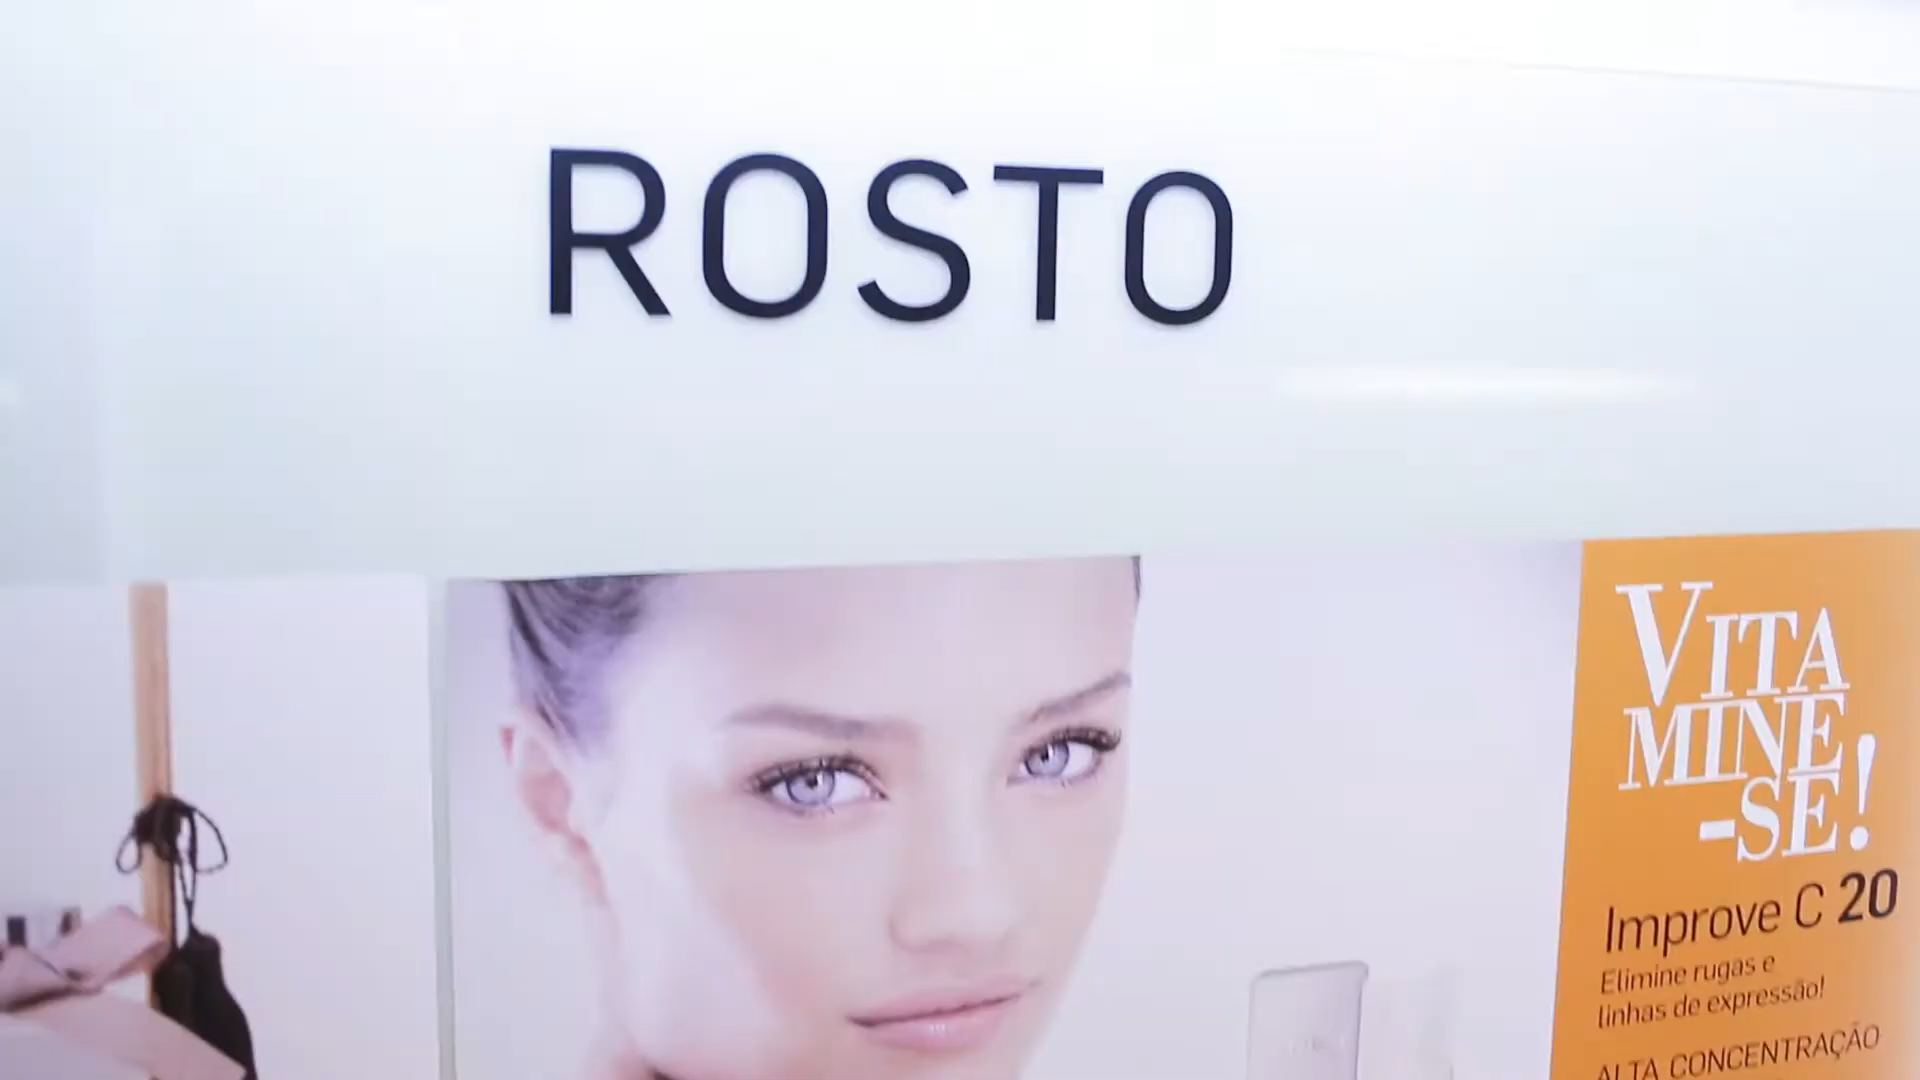 ROSTO
VITA
MINE
-SE!
Improve C 20
Elimine rugas e
linhas de expressão!
ALTA CONCENTRAÇÃO